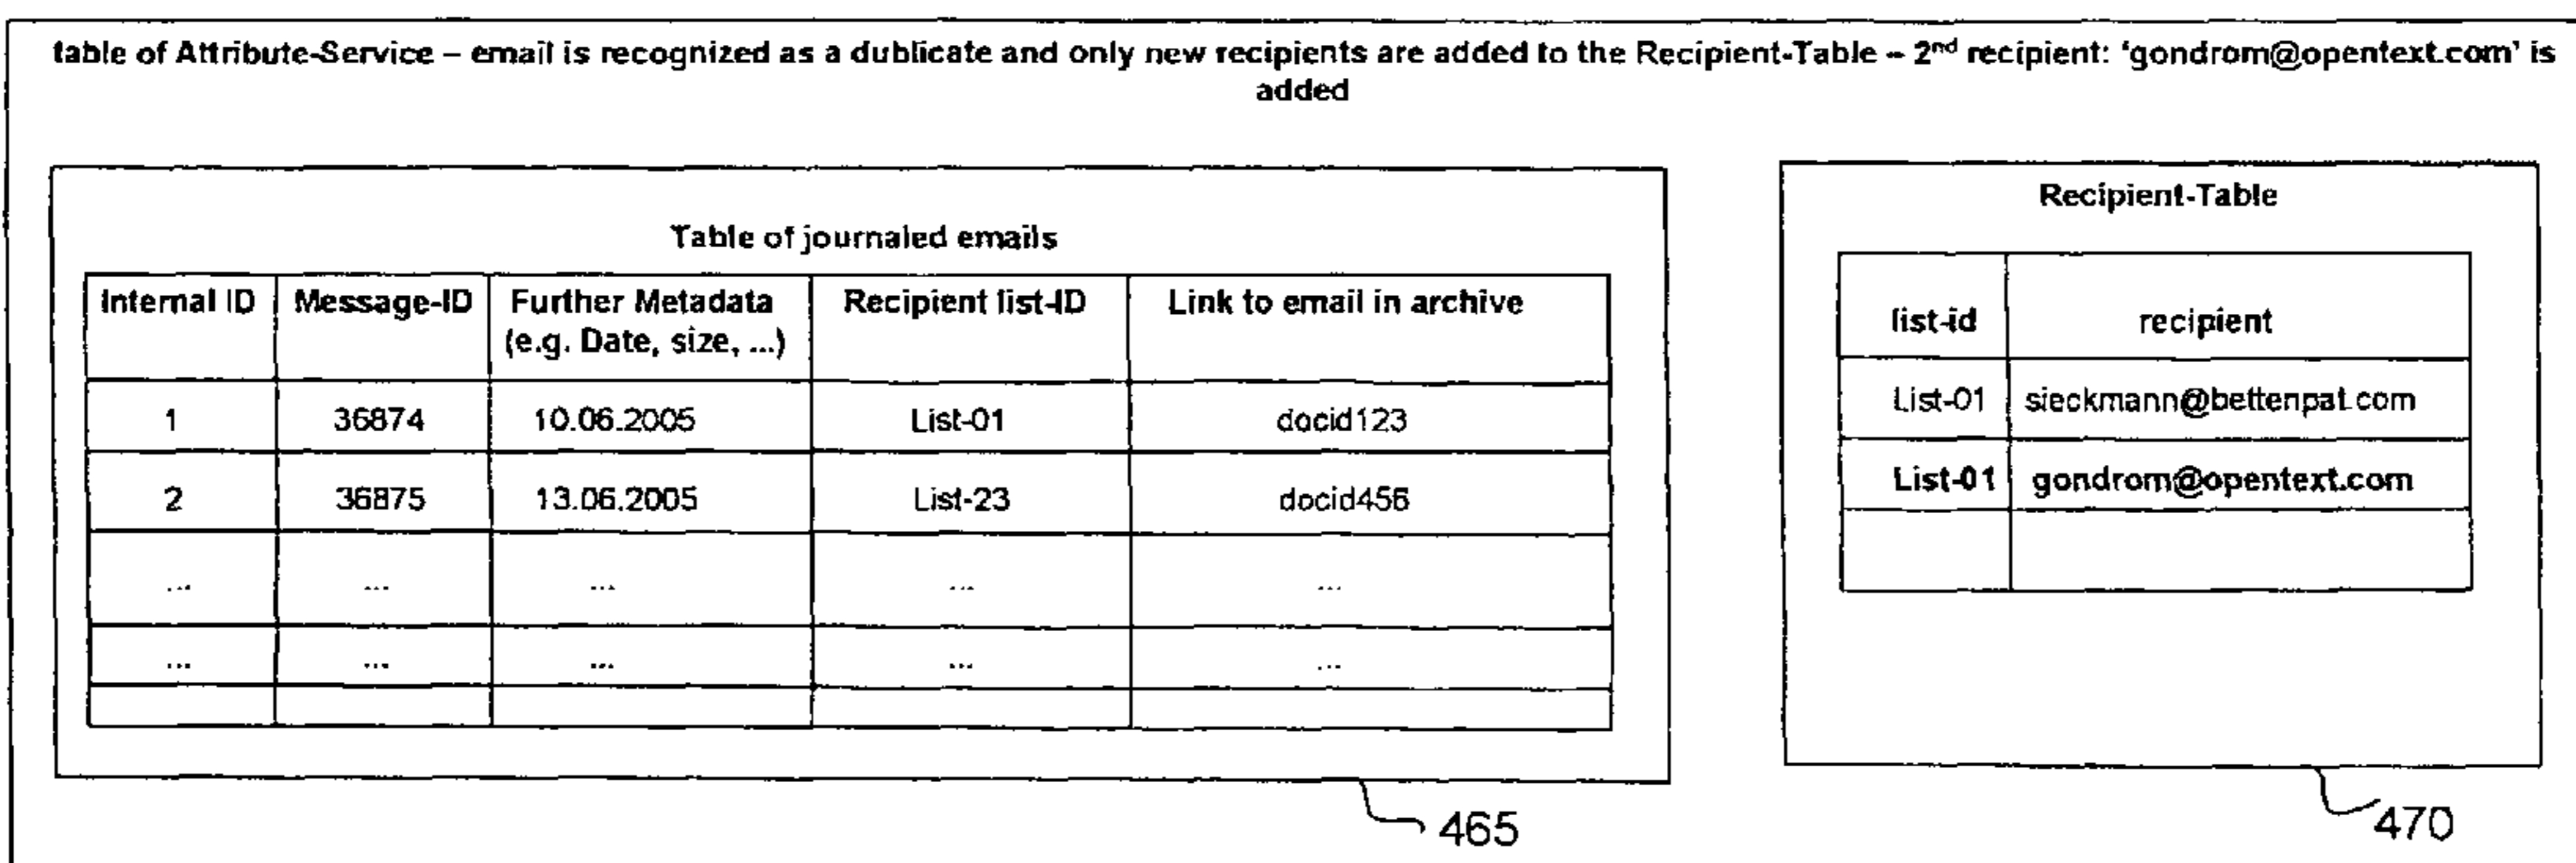 table of Attribute-Service – email is recognized as a dublicate and only new recipients are added to the Recipient-Table – 2nd recipient: ‘gondrom@opentext.com’ is
added
Table of journaled emails
Internal ID Message-ID Further Metadata (e.g. Date, size, ...) Recipient list-ID Link to email in archive
1 36874 10.06.2005 List-01 docid123
2 36875 13.06.2005 List-23 docid456
... ... ... ... ...
... ... ... ... ...
465
Recipient-Table
list-id recipient
List-01 sieckmann@bettenpat.com
List-01 gondrom@opentext.com
470